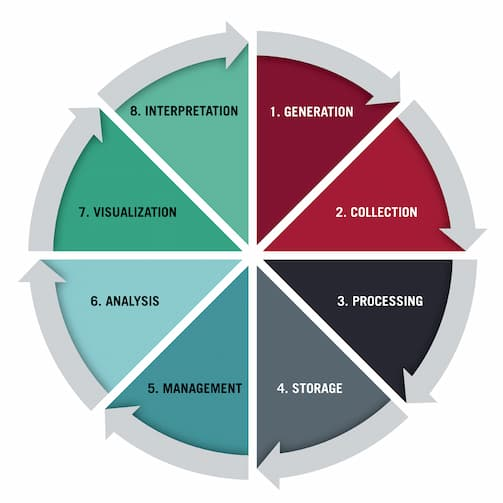 1. GENERATION
2. COLLECTION
3. PROCESSING
4. STORAGE
5. MANAGEMENT
6. ANALYSIS
7. VISUALIZATION
8. INTERPRETATION